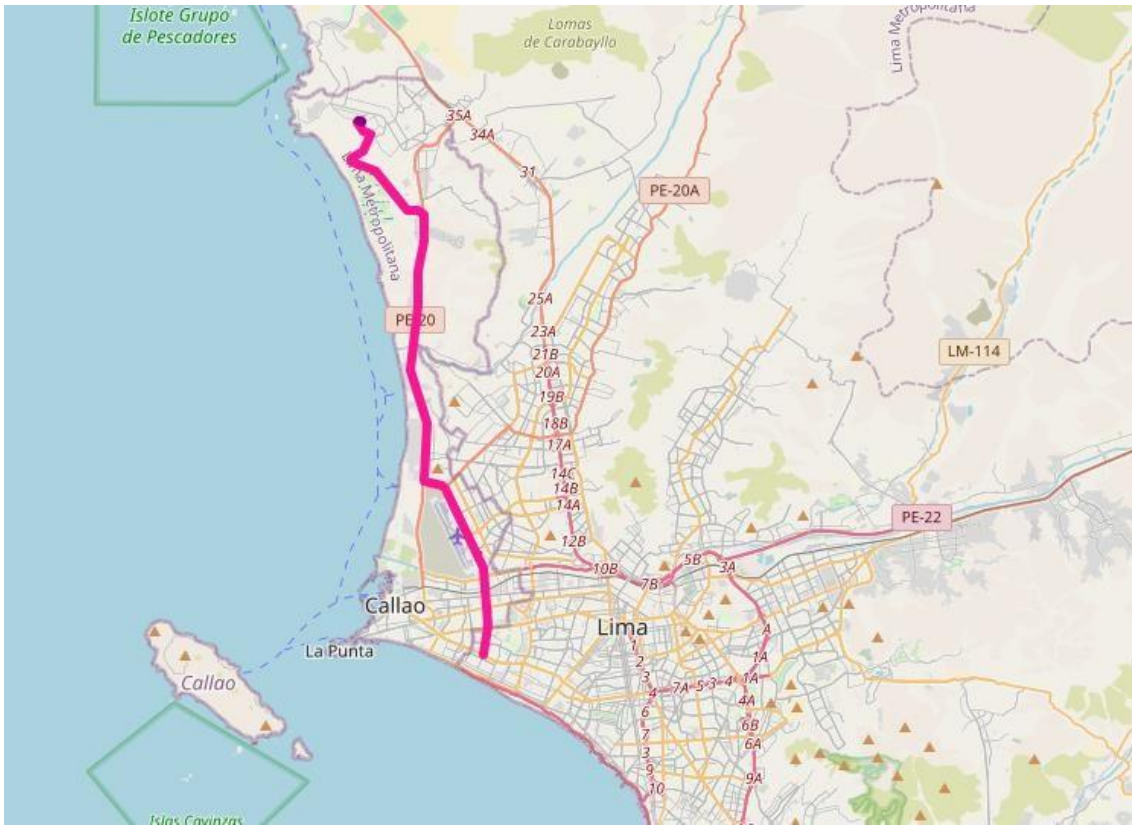 Islote Grupo
de Pescadores
Lomas
de Carabayllo
Lima Metropolitana
35A
34A
31
PE-20A
Lima Metropolitana
25A
PE-20
23A
21B
20A
LM-114
19B
18B
17A
14C
14B
14A
PE-22
12B
5B
3A
10B
7B
Callao
Lima
A
La Punta
1
1A
2
3
1A
4
7A
5
3
4
4A
Callao
6
6B
7
6A
3
9
9A
10
Islas Cavinzas